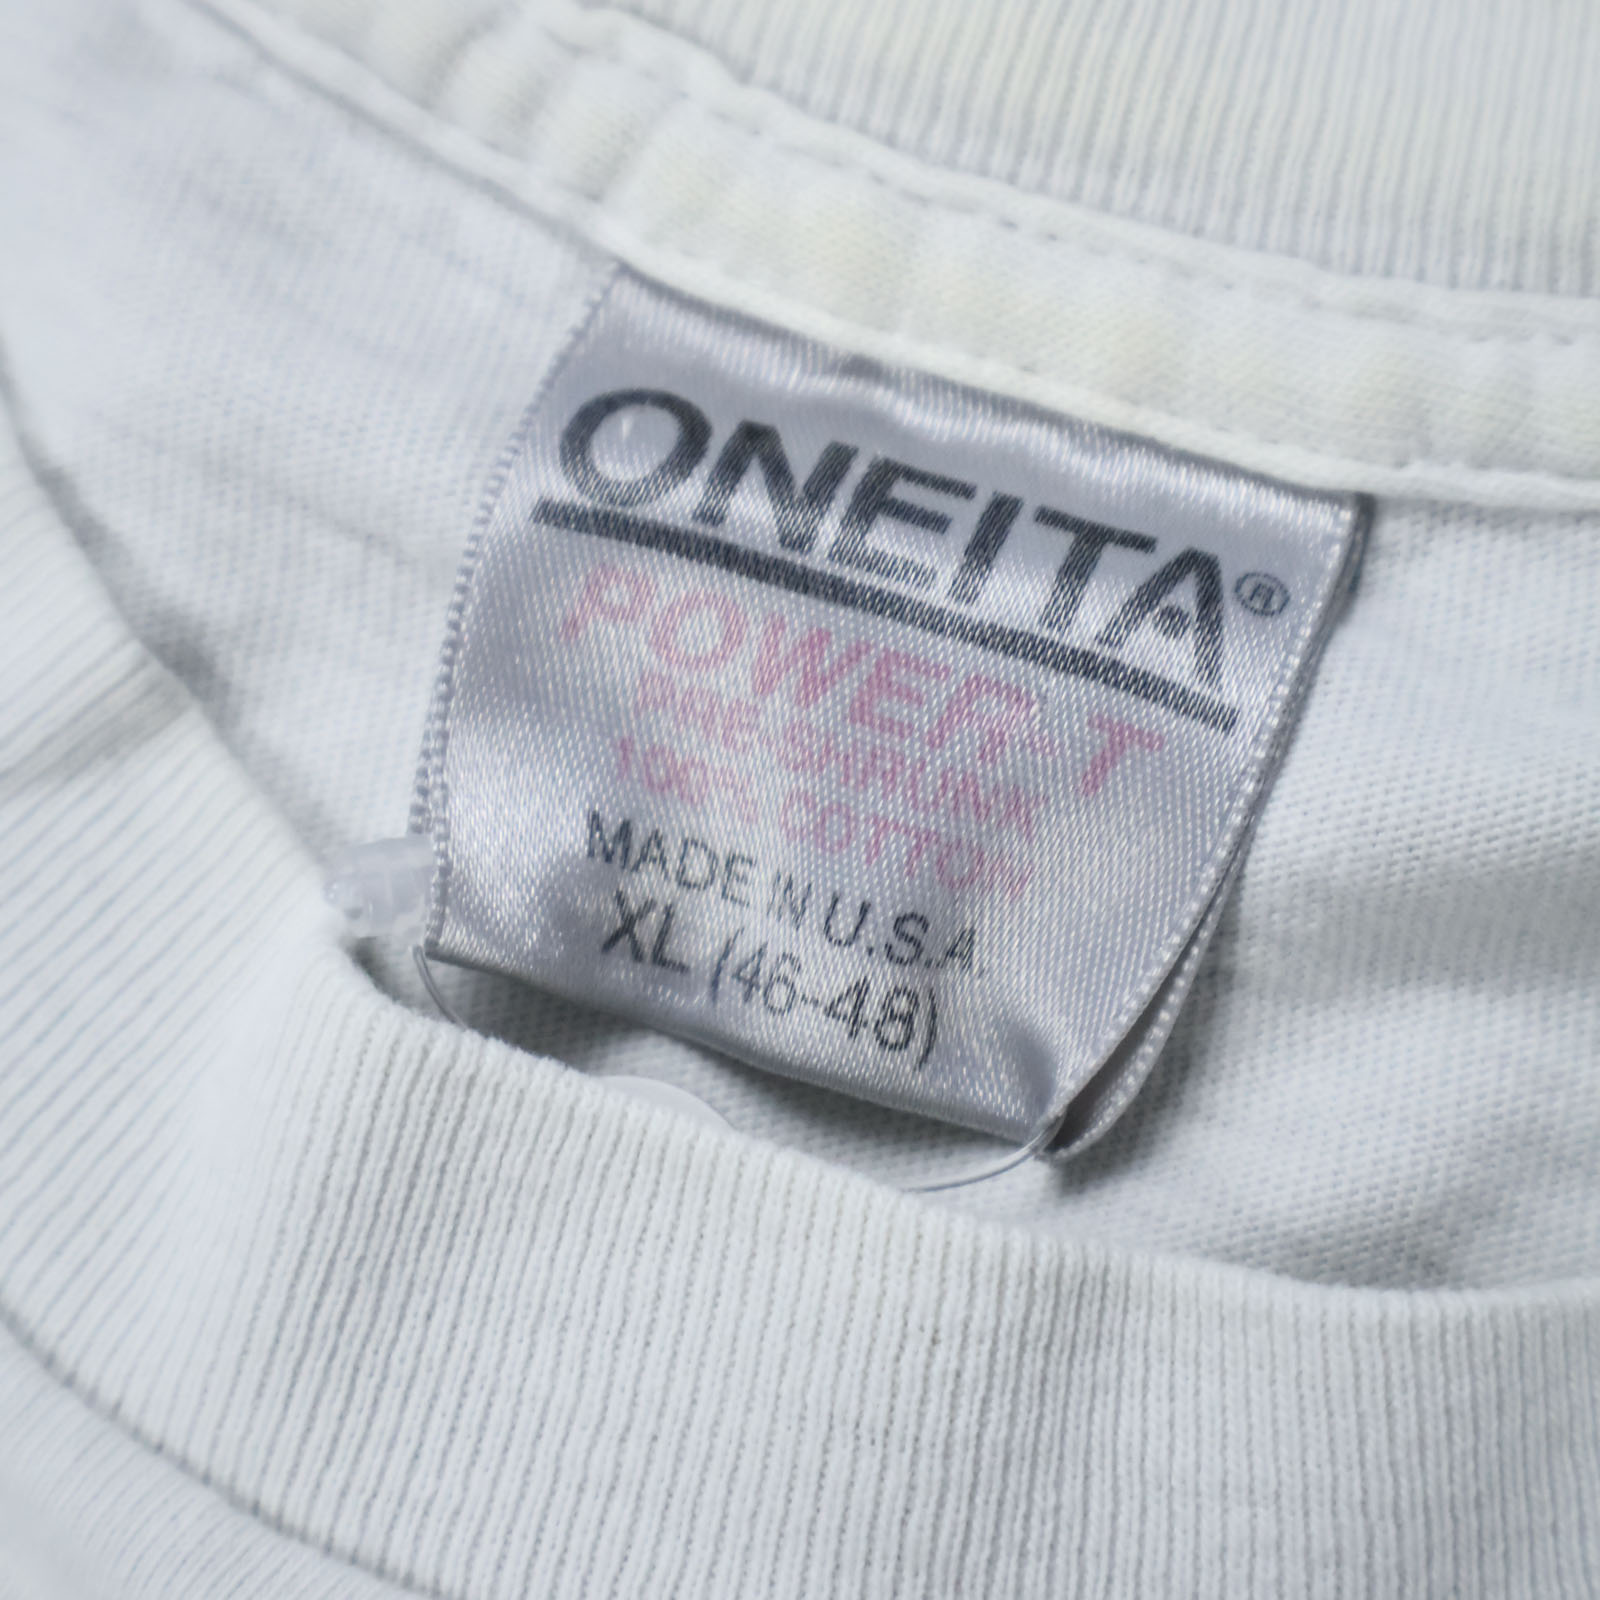 ONEITA®
POWER-T
PRE-SHRUNK
100% COTTON
MADE IN U.S.A.
XL (46-48)